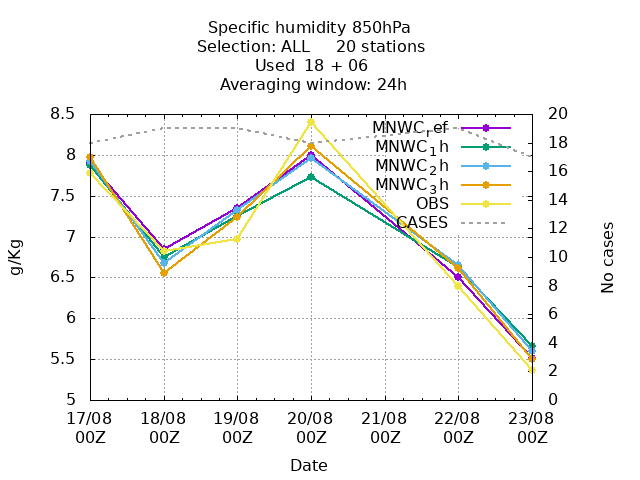 Specific humidity 850hPa
Selection: ALL 20 stations
Used 18 + 06
Averaging window: 24h
8.5
8
7.5
7
6.5
6
5.5
5
g/Kg
20
18
16
14
12
10
8
6
4
2
0
No cases
MNWC_ref
MNWC_1h
MNWC_2h
MNWC_3h
OBS
CASES
17/08 18/08 19/08 20/08 21/08 22/08 23/08
00Z 00Z 00Z 00Z 00Z 00Z 00Z
Date